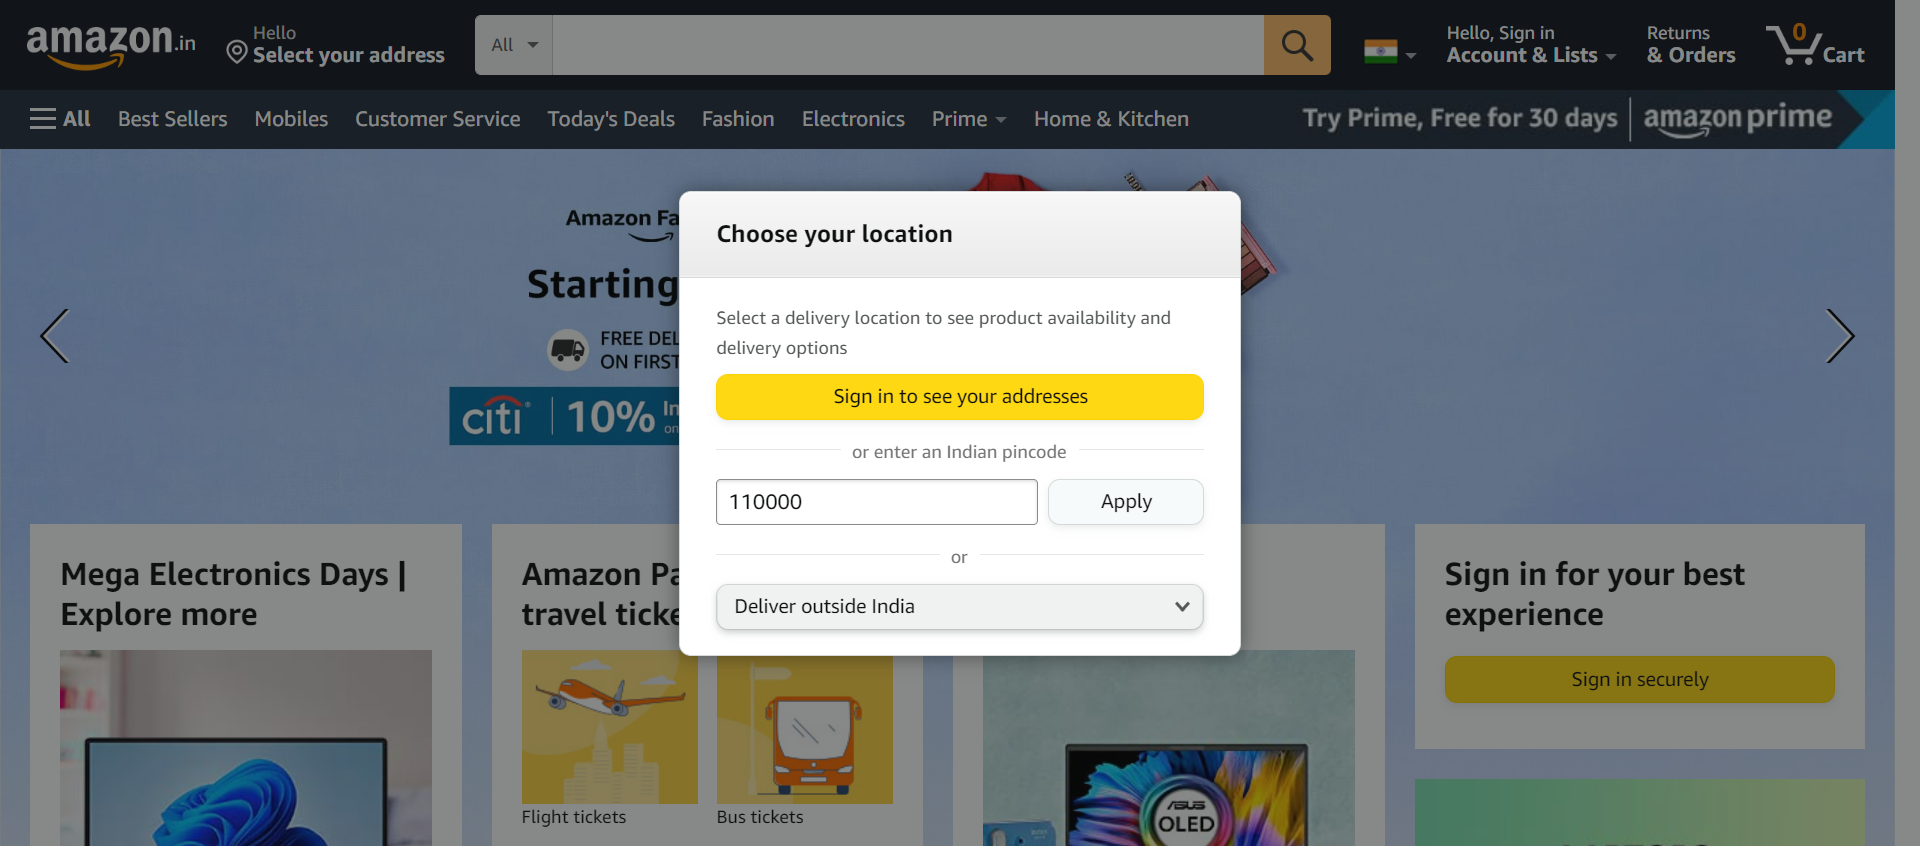 amazon.in
Hello
Select your address
All
Hello, Sign in
Account & Lists
Returns
& Orders
0
Cart
All
Best Sellers
Mobiles
Customer Service
Today's Deals
Fashion
Electronics
Prime
Home & Kitchen
Try Prime, Free for 30 days
amazon prime
Amazon Fa
Starting
FREE DEL
ON FIRST
citi
10%
In
on
Choose your location
Select a delivery location to see product availability and
delivery options
Sign in to see your addresses
or enter an Indian pincode
110000
Apply
or
Deliver outside India
Mega Electronics Days |
Explore more
Amazon Pa
travel ticke
Flight tickets
Bus tickets
ASUS
OLED
Sign in for your best
experience
Sign in securely